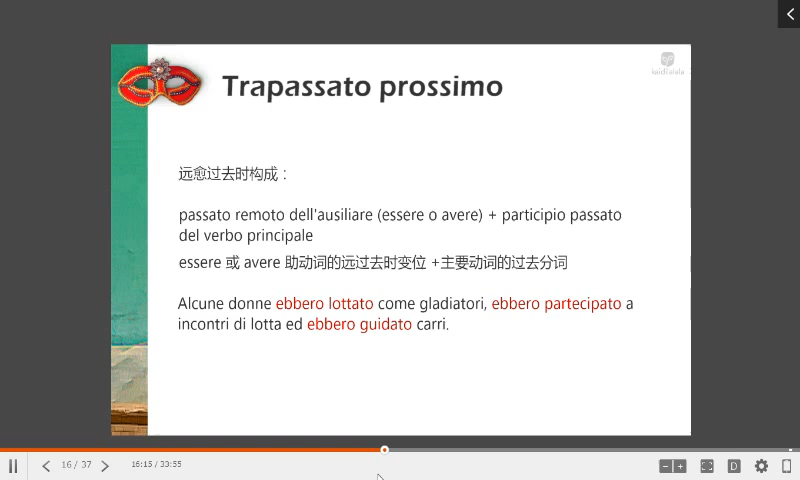 Trapassato prossimo
kaiditalala
远愈过去时构成：
passato remoto dell'ausiliare (essere o avere) + participio passato
del verbo principale
essere 或 avere 助动词的远过去时变位 +主要动词的过去分词
Alcune donne ebbero lottato come gladiatori, ebbero partecipato a
incontri di lotta ed ebbero guidato carri.
16 / 37
16:15 / 33:55
D